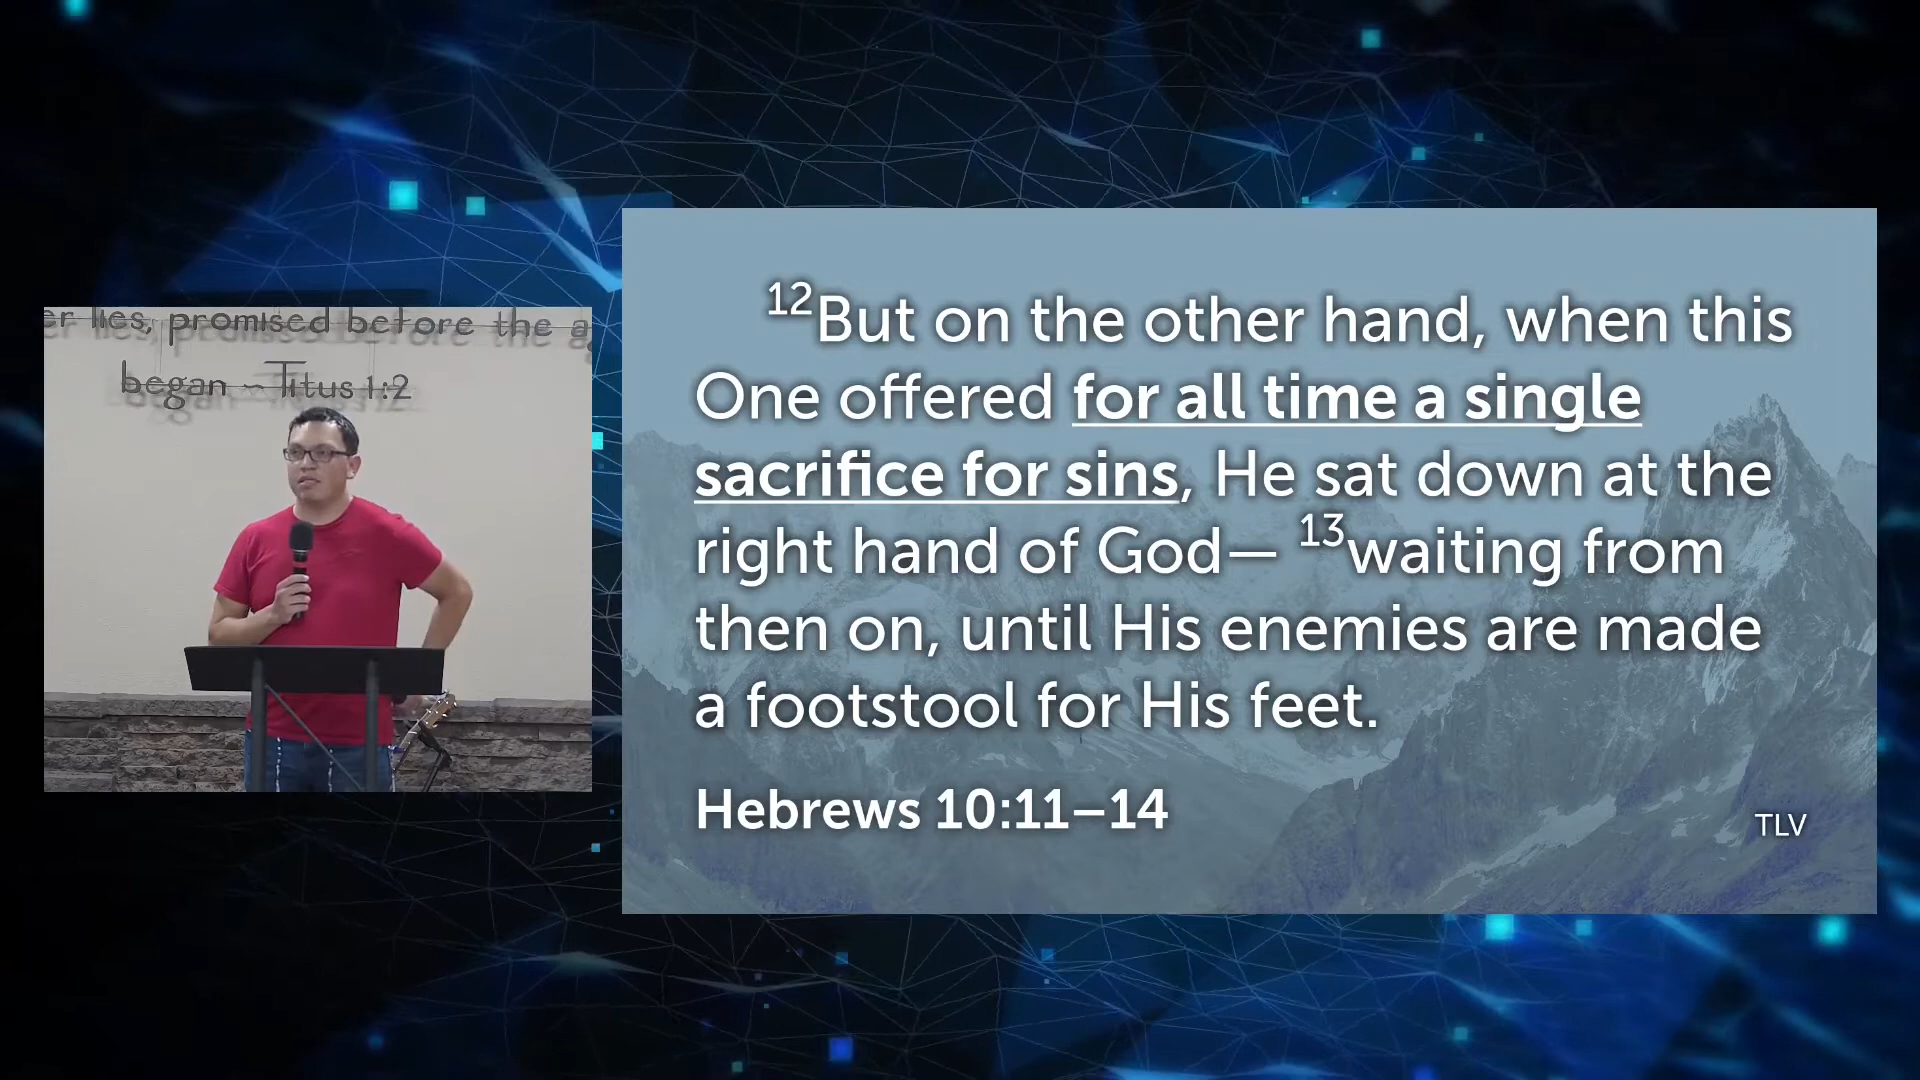 er lies, promised before the a
began ~ Titus 1:2
12But on the other hand, when this
One offered for all time a single
sacrifice for sins, He sat down at the
right hand of God— 13waiting from
then on, until His enemies are made
a footstool for His feet.
Hebrews 10:11–14
TLV